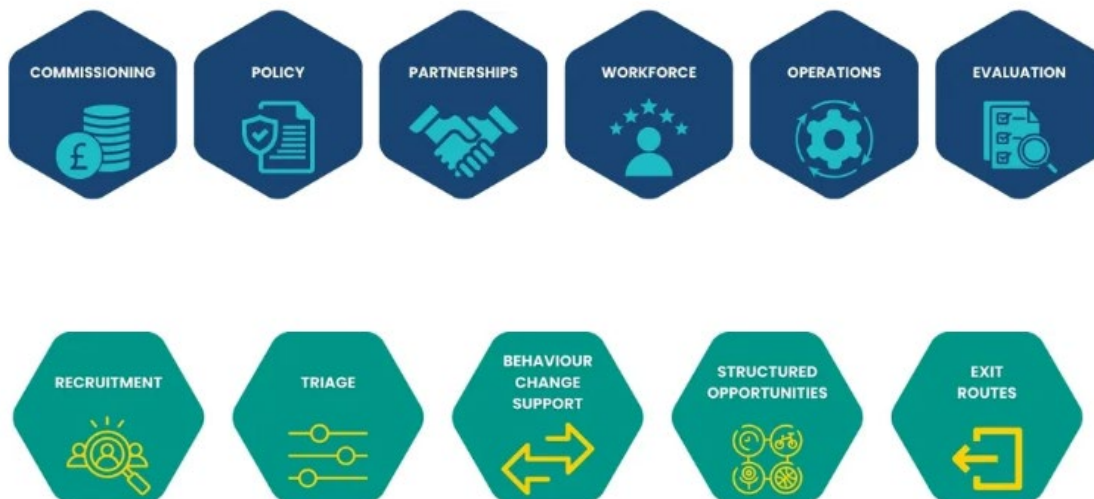 COMMISSIONING
POLICY
PARTNERSHIPS
WORKFORCE
OPERATIONS
EVALUATION
£
RECRUITMENT
TRIAGE
BEHAVIOUR
CHANGE
SUPPORT
STRUCTURED
OPPORTUNITIES
EXIT
ROUTES